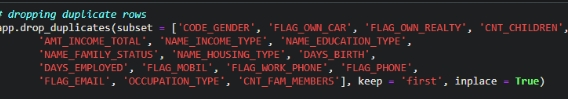 # dropping duplicate rows
app.drop_duplicates(subset = ['CODE_GENDER', 'FLAG_OWN_CAR', 'FLAG_OWN_REALTY', 'CNT_CHILDREN',
'AMT_INCOME_TOTAL', 'NAME_INCOME_TYPE', 'NAME_EDUCATION_TYPE',
'NAME_FAMILY_STATUS', 'NAME_HOUSING_TYPE', 'DAYS_BIRTH',
'DAYS_EMPLOYED', 'FLAG_MOBIL', 'FLAG_WORK_PHONE', 'FLAG_PHONE',
'FLAG_EMAIL', 'OCCUPATION_TYPE', 'CNT_FAM_MEMBERS'], keep = 'first', inplace = True)